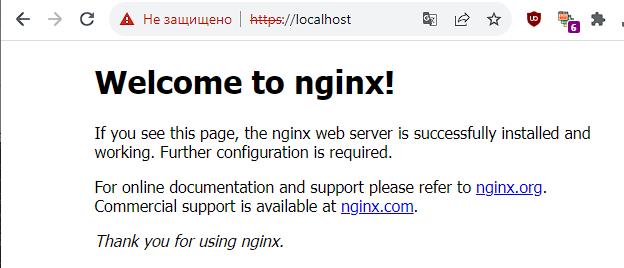 Не защищено https://localhost
6
Welcome to nginx!
If you see this page, the nginx web server is successfully installed and
working. Further configuration is required.
For online documentation and support please refer to nginx.org.
Commercial support is available at nginx.com.
Thank you for using nginx.